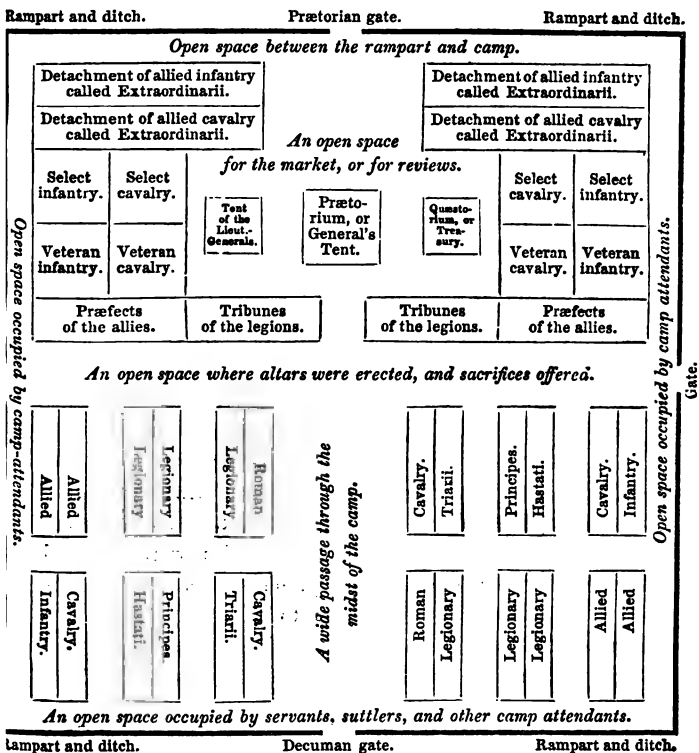 Rampart and ditch. Prætorian gate. Rampart and ditch.
Open space between the rampart and camp.
Detachment of allied infantry
called Extraordinarii.
Detachment of allied cavalry
called Extraordinarii.
Detachment of allied infantry
called Extraordinarii.
Detachment of allied cavalry
called Extraordinarii.
An open space
for the market, or for reviews.
Select
infantry.
Select
cavalry.
Veteran
infantry.
Veteran
cavalry.
Tent
of the
Lieut.-
Generals.
Præto-
rium, or
General's
Tent.
Quæsto-
rium, or
Trea-
sury.
Select
cavalry.
Select
infantry.
Veteran
cavalry.
Veteran
infantry.
Præfects
of the allies.
Tribunes
of the legions.
Tribunes
of the legions.
Præfects
of the allies.
Open space occupied by camp-attendants.
Open space occupied by camp attendants.
Gate.
An open space where altars were erected, and sacrifices offered.
Allied
Allied
Legionary
Legionary
Legionary
Roman
A wide passage through the
midst of the camp.
Cavalry.
Triarii.
Principes.
Hastati.
Cavalry.
Infantry.
Infantry.
Cavalry.
Hastati.
Principes.
Triarii.
Cavalry.
Roman
Legionary
Legionary
Legionary
Allied
Allied
An open space occupied by servants, suttlers, and other camp attendants.
ampart and ditch. Decuman gate. Rampart and ditch.